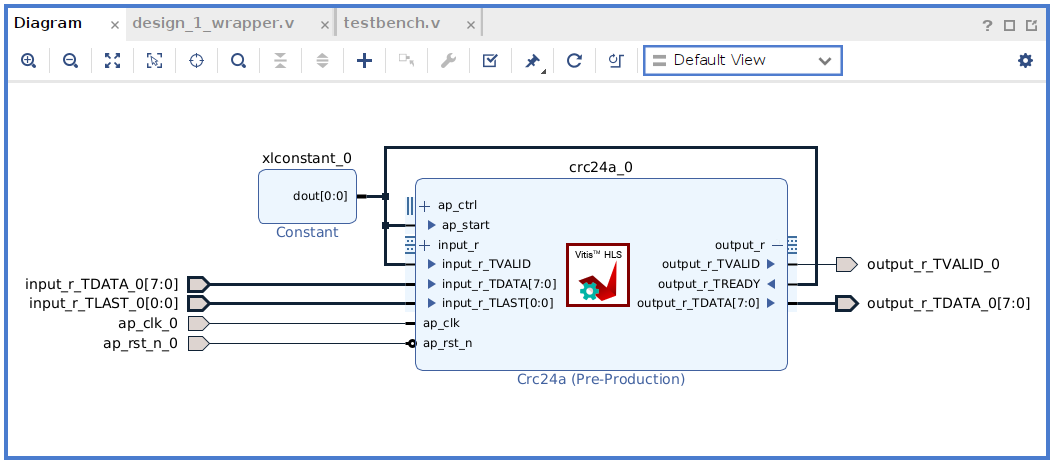 Diagram × design_1_wrapper.v × testbench.v ×
? 
Default View
xlconstant_0
dout[0:0]
Constant
crc24a_0
ap_ctrl
ap_start
input_r
input_r_TVALID
input_r_TDATA[7:0]
input_r_TLAST[0:0]
ap_clk
ap_rst_n
Vitis™ HLS
output_r
output_r_TVALID
output_r_TREADY
output_r_TDATA[7:0]
Crc24a (Pre-Production)
input_r_TDATA_0[7:0]
input_r_TLAST_0[0:0]
ap_clk_0
ap_rst_n_0
output_r_TVALID_0
output_r_TDATA_0[7:0]